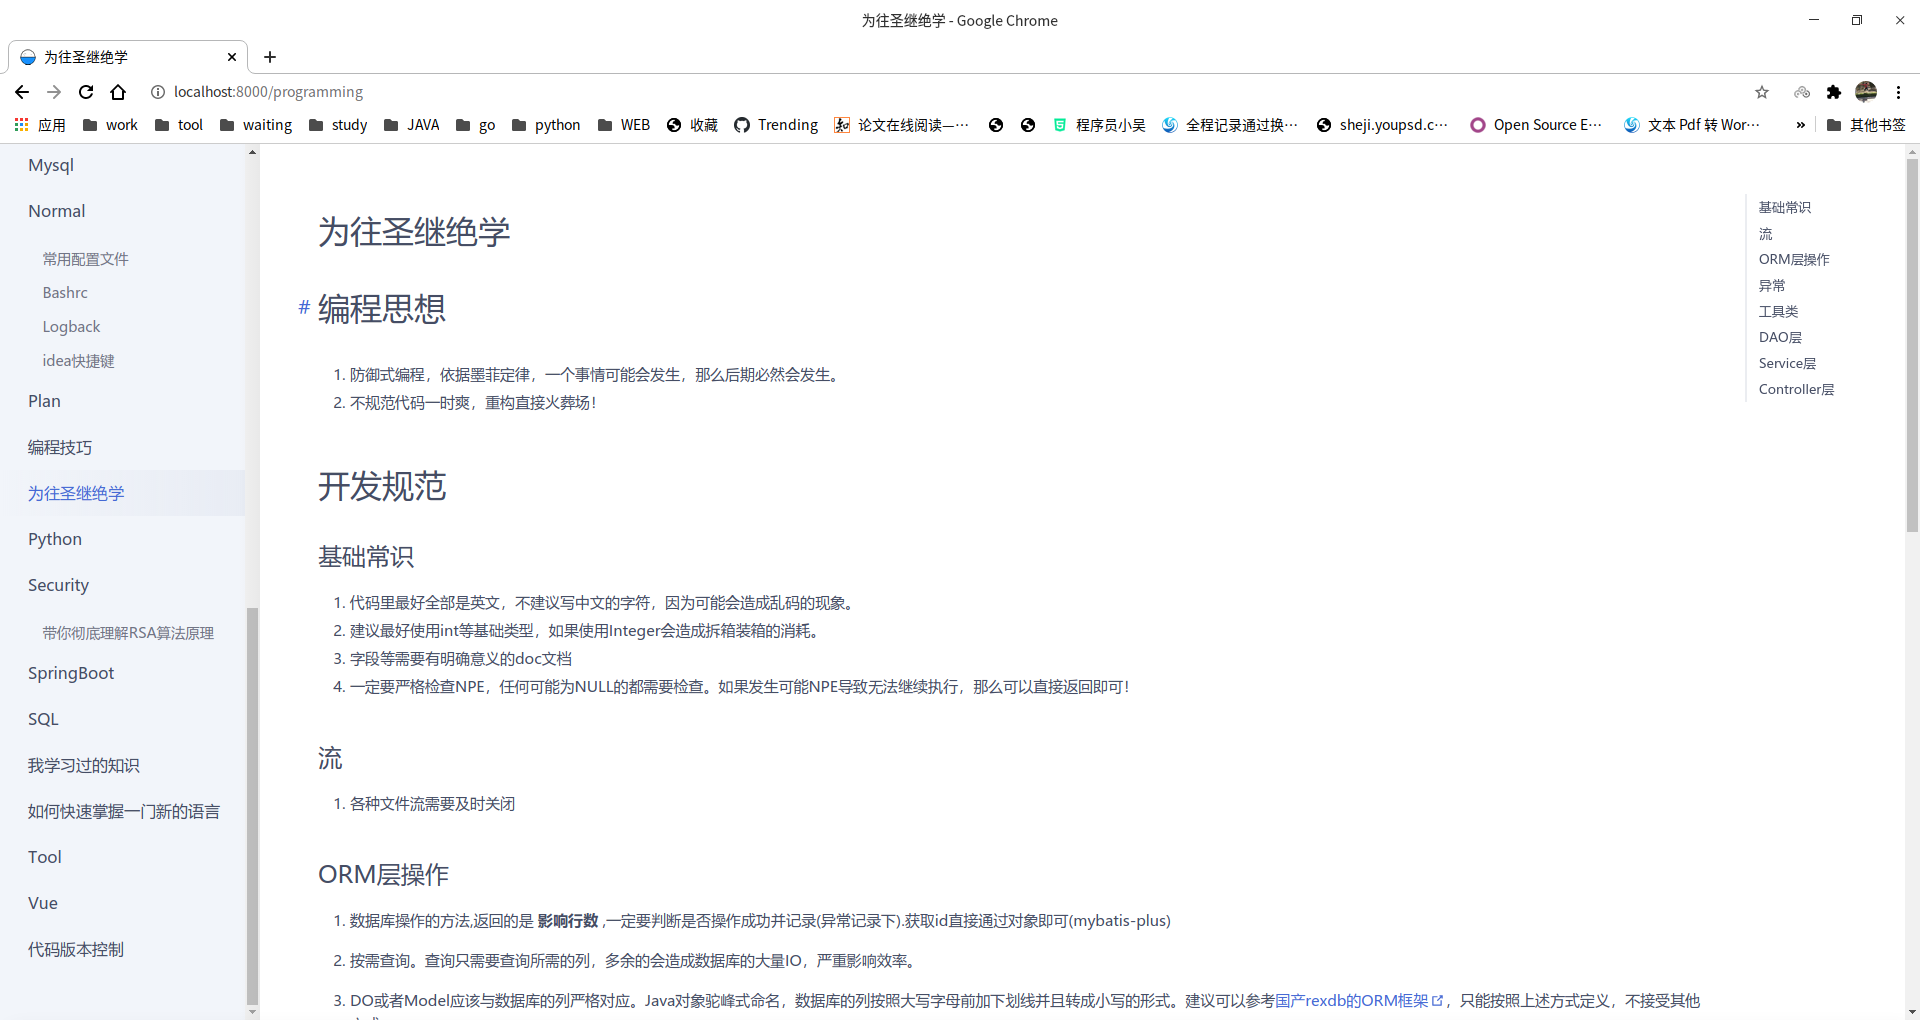 为往圣继绝学 - Google Chrome
为往圣继绝学
localhost:8000/programming
应用 work tool waiting study JAVA go python WEB 收藏 Trending 论文在线阅读—… 程序员小吴 全程记录通过换… sheji.youpsd.c… Open Source E… 文本 Pdf 转 Wor… » 其他书签
Mysql
Normal
常用配置文件
Bashrc
Logback
idea快捷键
Plan
编程技巧
为往圣继绝学
Python
Security
带你彻底理解RSA算法原理
SpringBoot
SQL
我学习过的知识
如何快速掌握一门新的语言
Tool
Vue
代码版本控制
为往圣继绝学
# 编程思想
1. 防御式编程，依据墨菲定律，一个事情可能会发生，那么后期必然会发生。
2. 不规范代码一时爽，重构直接火葬场！
开发规范
基础常识
1. 代码里最好全部是英文，不建议写中文的字符，因为可能会造成乱码的现象。
2. 建议最好使用int等基础类型，如果使用Integer会造成拆箱装箱的消耗。
3. 字段等需要有明确意义的doc文档
4. 一定要严格检查NPE，任何可能为NULL的都需要检查。如果发生可能NPE导致无法继续执行，那么可以直接返回即可！
流
1. 各种文件流需要及时关闭
ORM层操作
1. 数据库操作的方法,返回的是 影响行数 ,一定要判断是否操作成功并记录(异常记录下).获取id直接通过对象即可(mybatis-plus)
2. 按需查询。查询只需要查询所需的列，多余的会造成数据库的大量IO，严重影响效率。
3. DO或者Model应该与数据库的列严格对应。Java对象驼峰式命名，数据库的列按照大写字母前加下划线并且转成小写的形式。建议可以参考国产rexdb的ORM框架，只能按照上述方式定义，不接受其他
基础常识
流
ORM层操作
异常
工具类
DAO层
Service层
Controller层